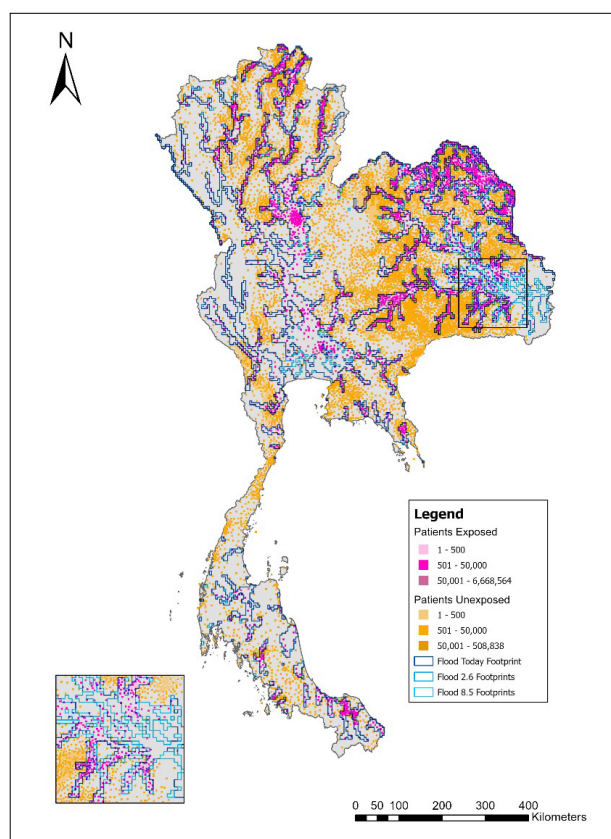 N
Legend
Patients Exposed
1 - 500
501 - 50,000
50,001 - 6,668,564
Patients Unexposed
1 - 500
501 - 50,000
50,001 - 508,838
Flood Today Footprint
Flood 2.6 Footprints
Flood 8.5 Footprints
0 50 100 200 300 400
Kilometers